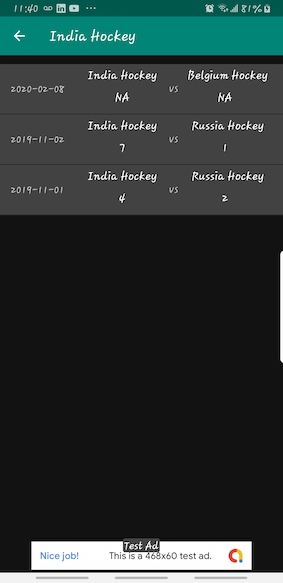 11:40
81%
India Hockey
2020-02-08 India Hockey NA vs Belgium Hockey NA
2019-11-02 India Hockey 7 vs Russia Hockey 1
2019-11-01 India Hockey 4 vs Russia Hockey 2
Test Ad
Nice job! This is a 468x60 test ad.